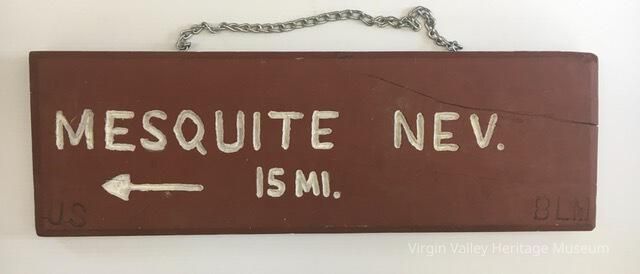 MESQUITE NEV.
15 MI.
US BLM
Virgin Valley Heritage Museum